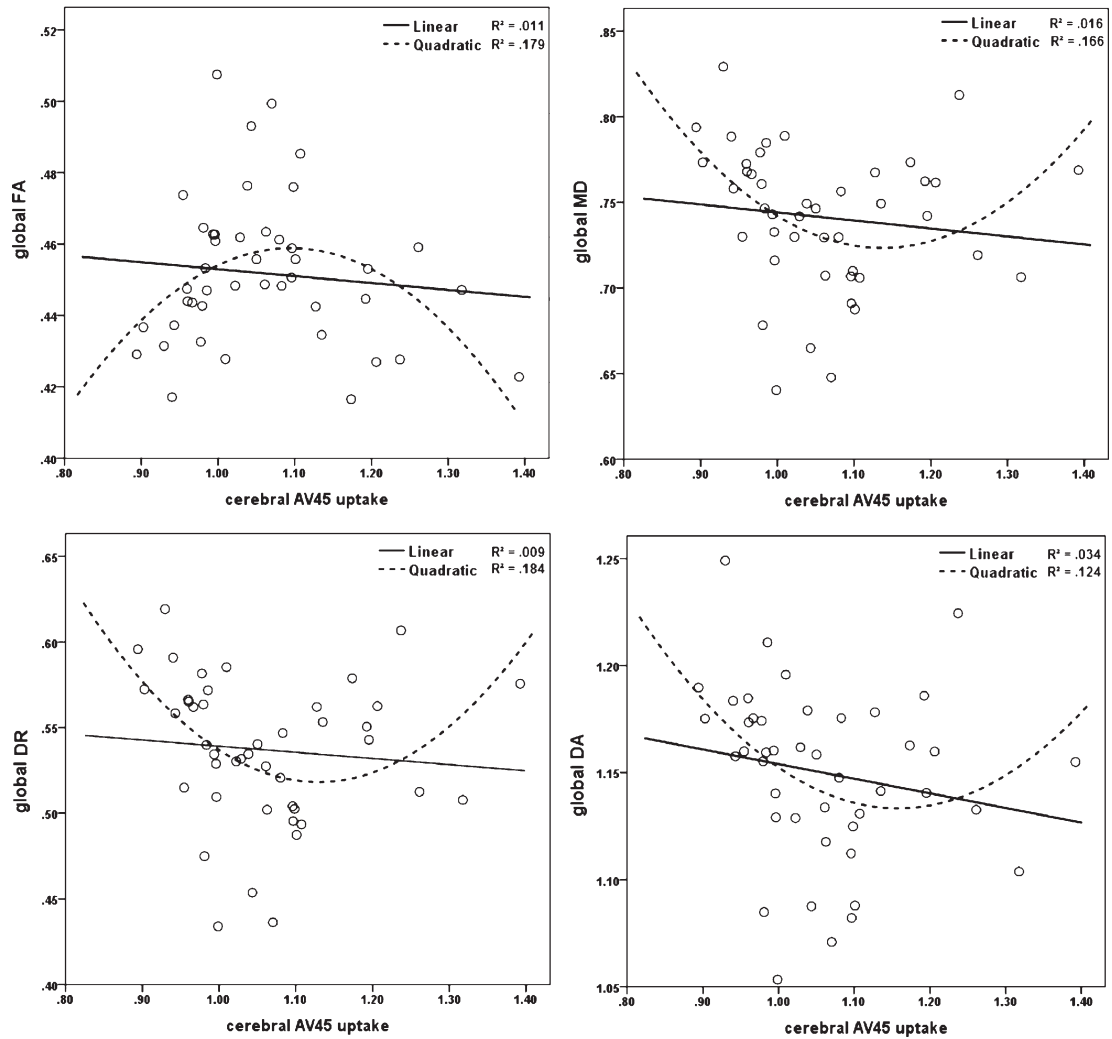 Linear R² = .011
Quadratic R² = .179
.52
.50
.48
.46
.44
.42
.40
global FA
.80 .90 1.00 1.10 1.20 1.30 1.40
cerebral AV45 uptake
Linear R² = .016
Quadratic R² = .166
.85
.80
.75
.70
.65
.60
global MD
.80 .90 1.00 1.10 1.20 1.30 1.40
cerebral AV45 uptake
Linear R² = .009
Quadratic R² = .184
.65
.60
.55
.50
.45
.40
global DR
.80 .90 1.00 1.10 1.20 1.30 1.40
cerebral AV45 uptake
Linear R² = .034
Quadratic R² = .124
1.25
1.20
1.15
1.10
1.05
global DA
.80 .90 1.00 1.10 1.20 1.30 1.40
cerebral AV45 uptake